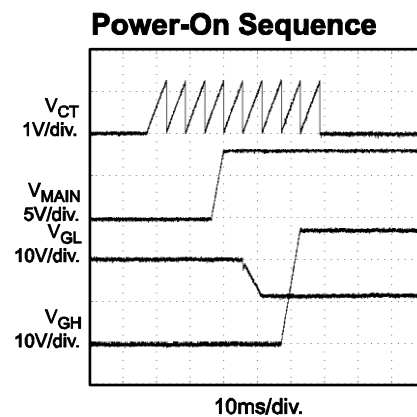 Power-On Sequence
VCT
1V/div.
VMAIN
5V/div.
VGL
10V/div.
VGH
10V/div.
10ms/div.